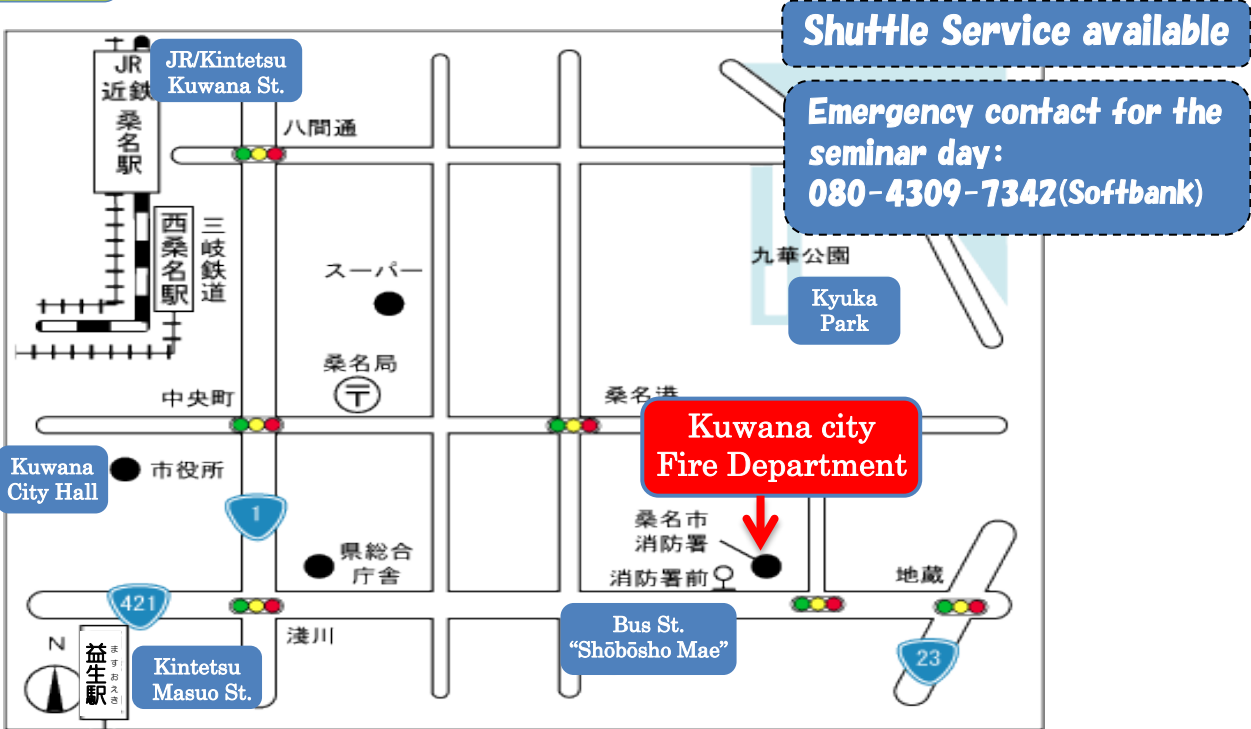 Shuttle Service available
Emergency contact for the
seminar day:
080-4309-7342(Softbank)
JR/Kintetsu
Kuwana St.
JR
近鉄
桑名駅
八間通
西桑名駅
三岐鉄道
スーパー
九華公園
Kyuka
Park
桑名局
〒
中央町
桑名港
Kuwana city
Fire Department
Kuwana
City Hall
市役所
1
桑名市
消防署
県総合
庁舎
消防署前
地蔵
421
Bus St.
“Shōbōsho Mae”
淺川
23
N
益生駅
ますおえき
Kintetsu
Masuo St.